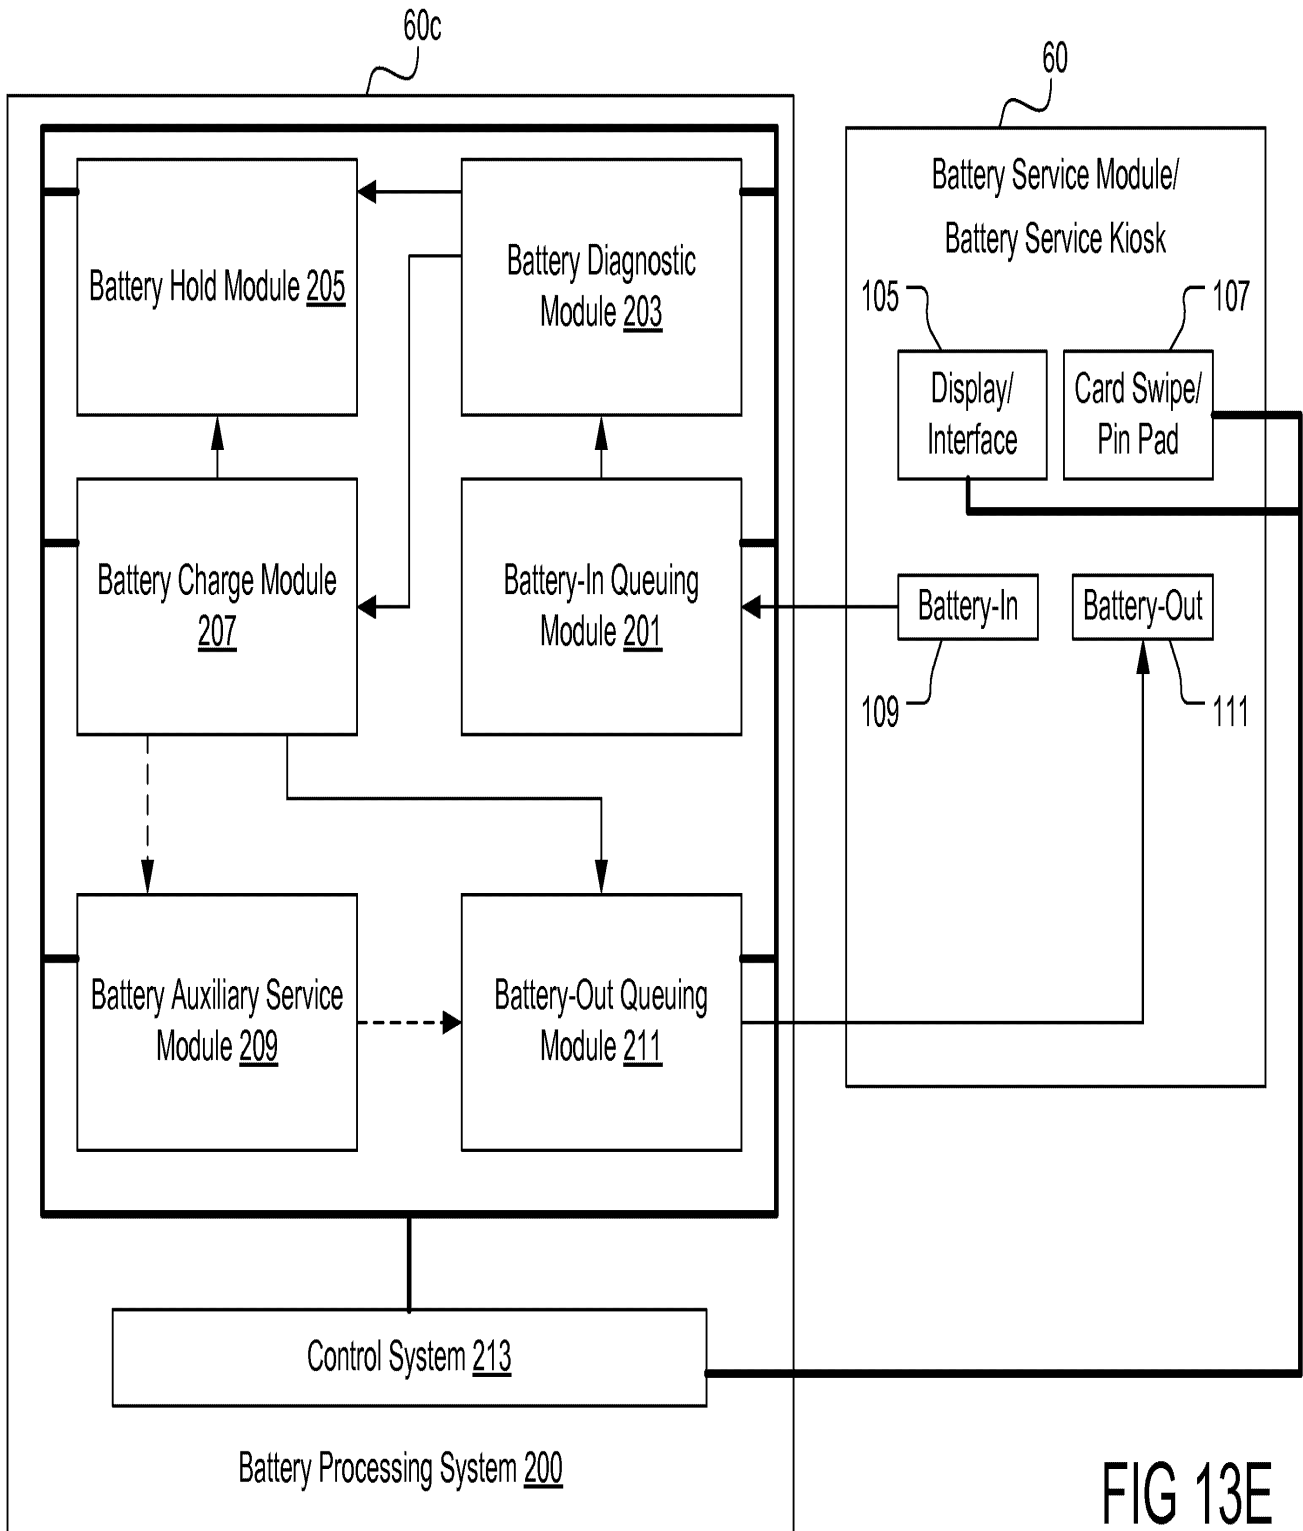 60c
60
Battery Service Module/
Battery Service Kiosk
Battery Hold Module 205
Battery Diagnostic
Module 203
105
107
Display/
Interface
Card Swipe/
Pin Pad
Battery Charge Module
207
Battery-In Queuing
Module 201
Battery-In
Battery-Out
109
111
Battery Auxiliary Service
Module 209
Battery-Out Queuing
Module 211
Control System 213
Battery Processing System 200
FIG 13E